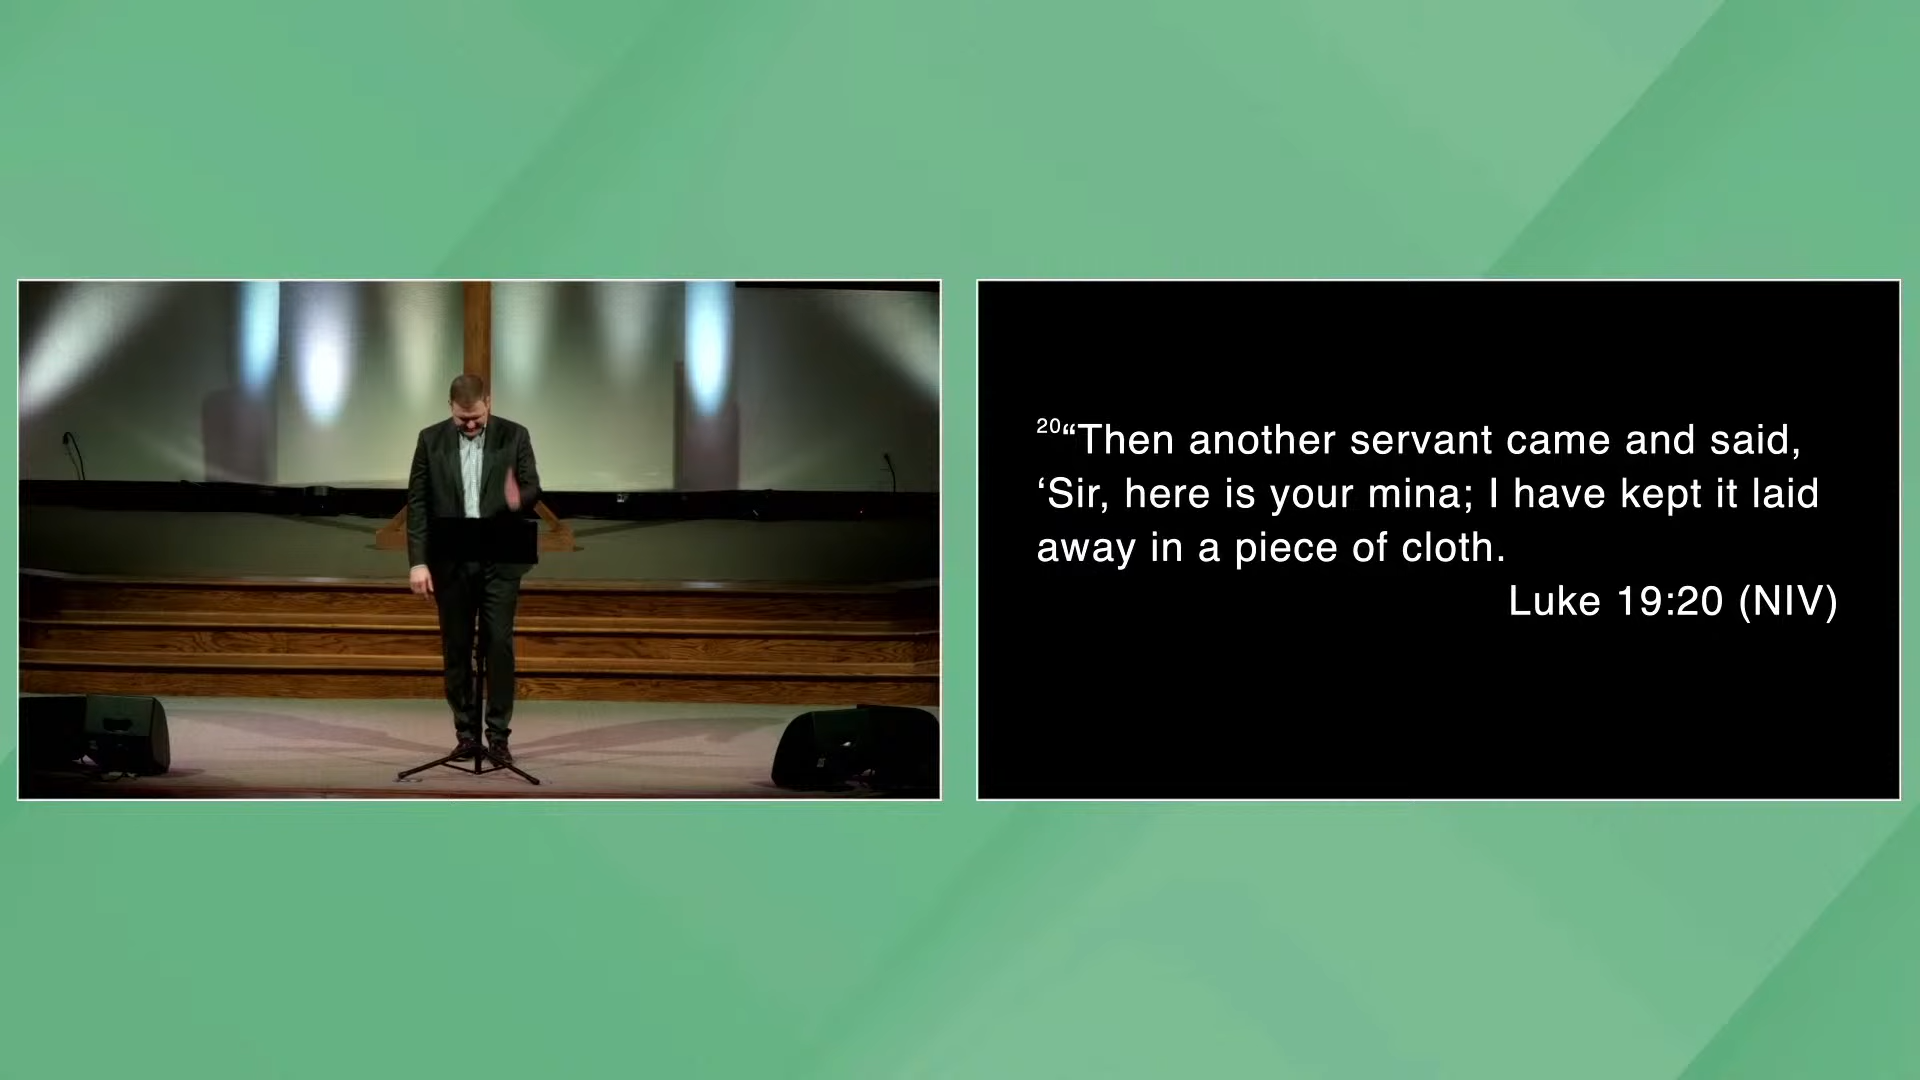 20“Then another servant came and said,
‘Sir, here is your mina; I have kept it laid
away in a piece of cloth.
Luke 19:20 (NIV)